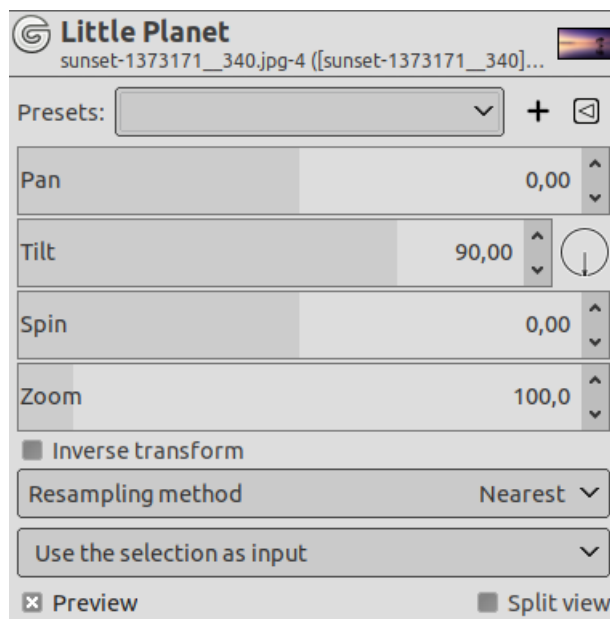 Little Planet
sunset-1373171__340.jpg-4 ([sunset-1373171__340]...
Presets:
Pan 0,00
Tilt 90,00
Spin 0,00
Zoom 100,0
Inverse transform
Resampling method Nearest
Use the selection as input
Preview Split view